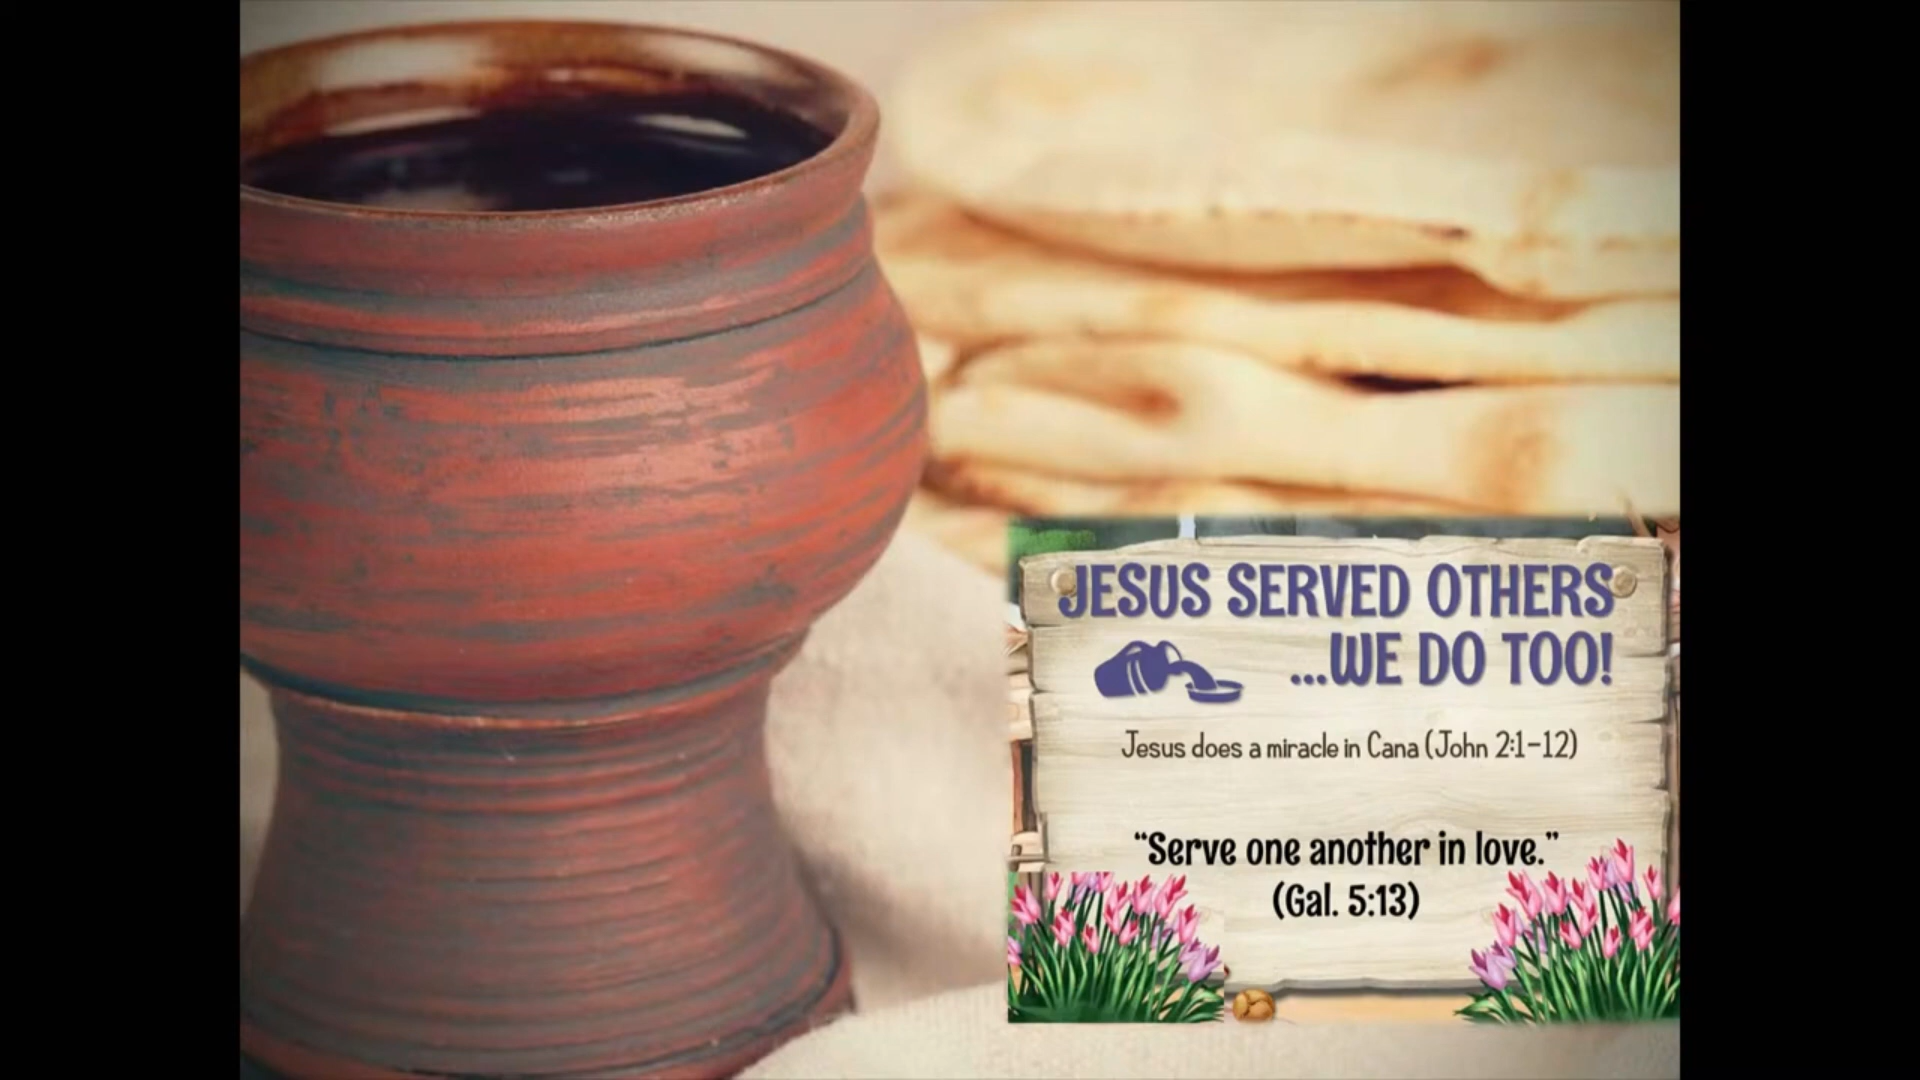 JESUS SERVED OTHERS
...WE DO TOO!
Jesus does a miracle in Cana (John 2:1-12)
“Serve one another in love.”
(Gal. 5:13)